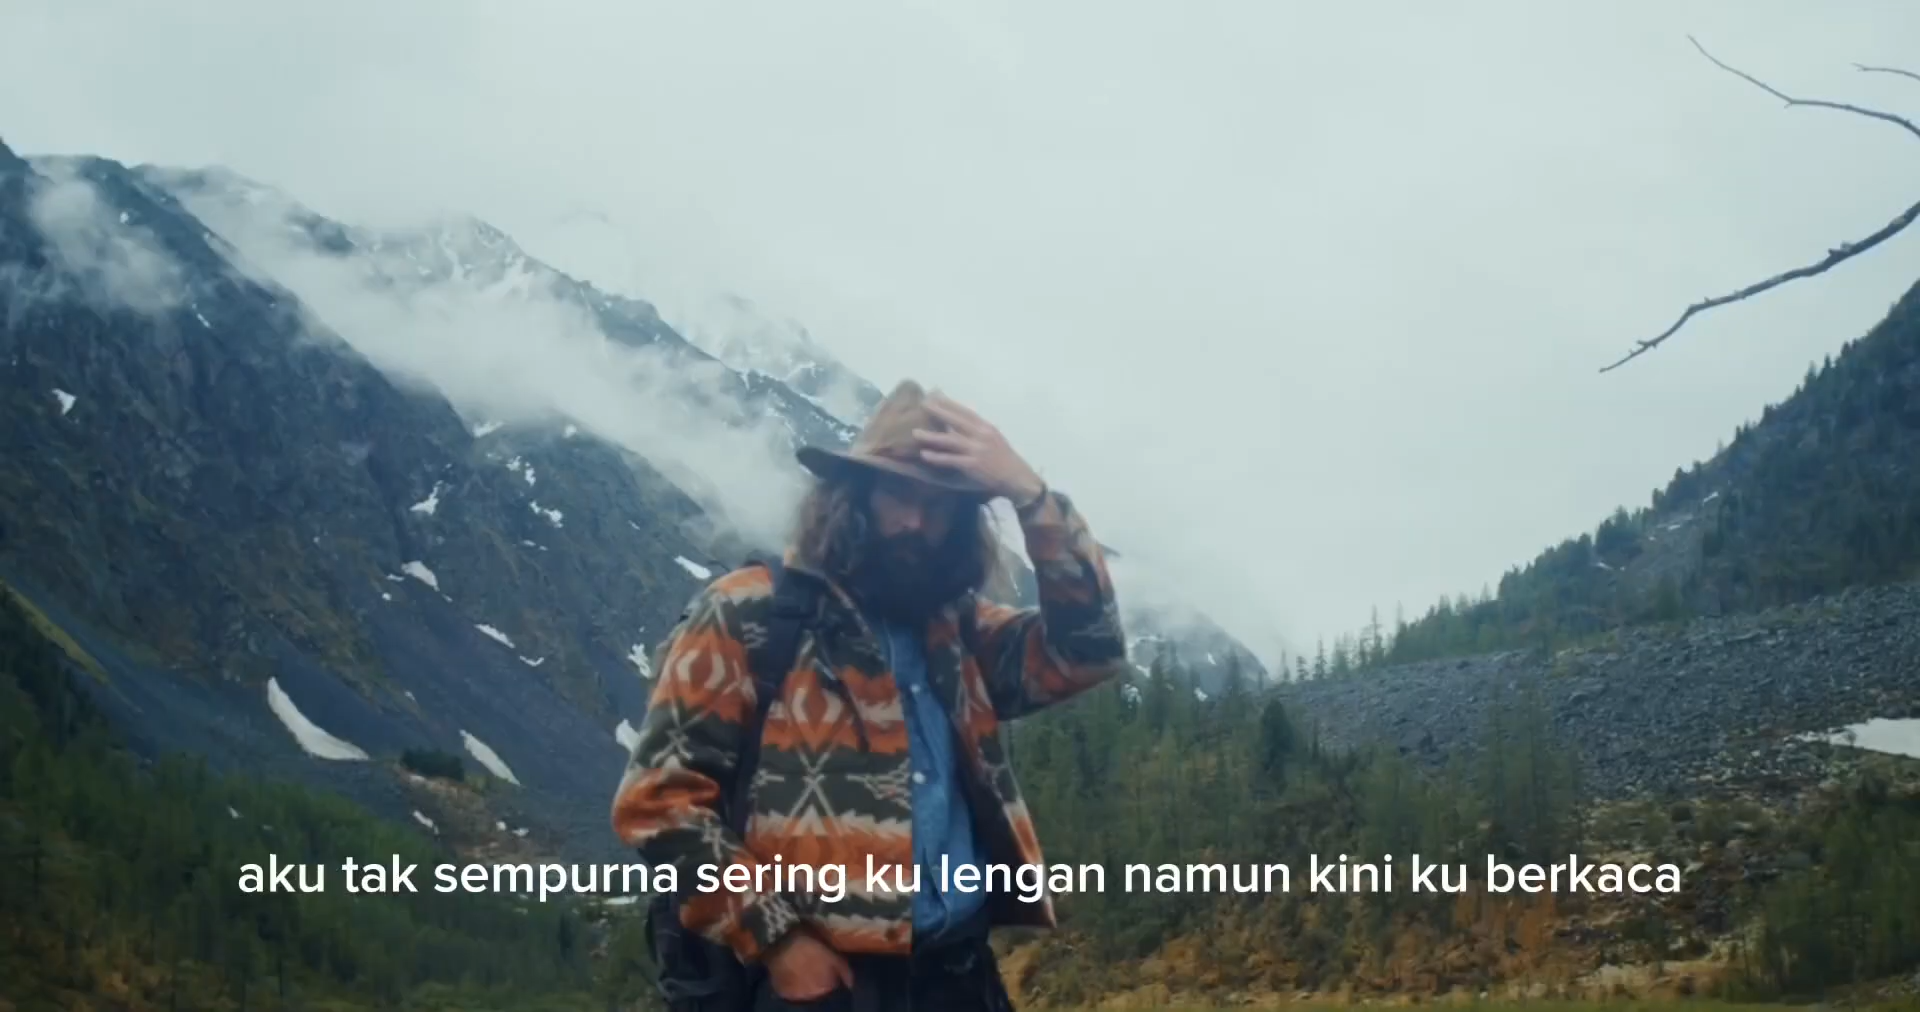 aku tak sempurna sering ku lengan namun kini ku berkaca